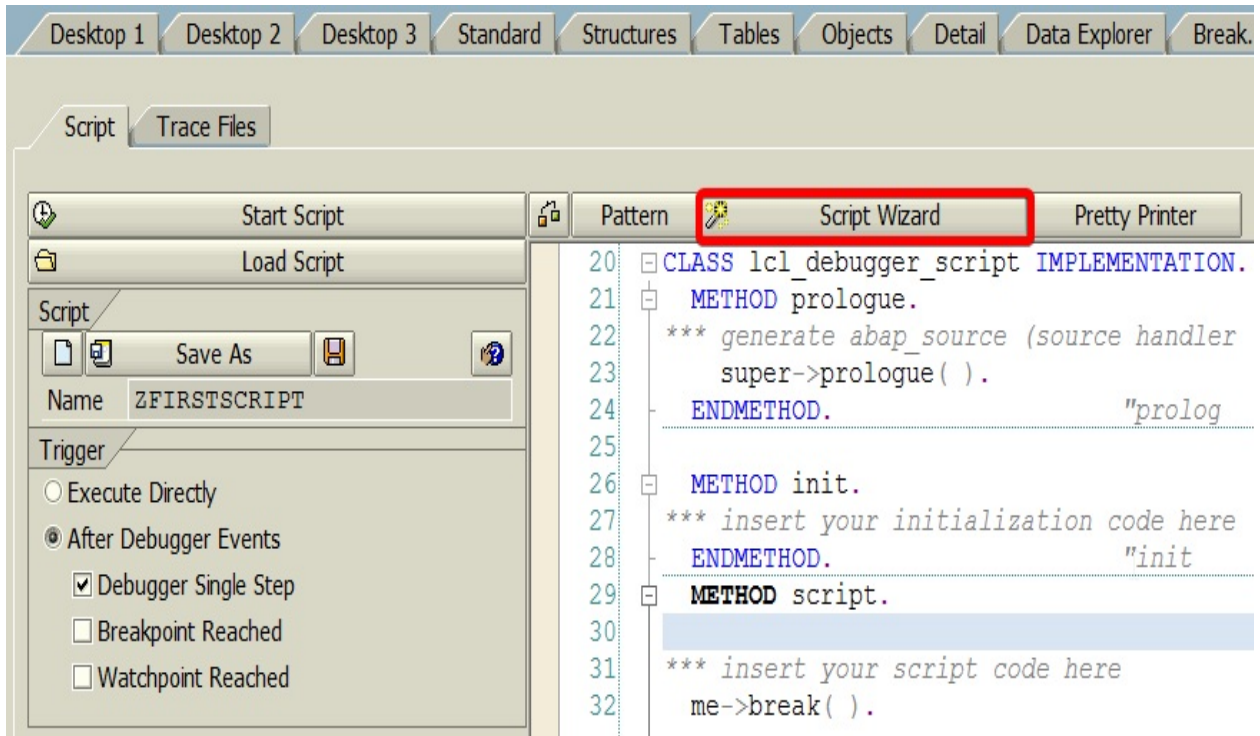 Desktop 1 Desktop 2 Desktop 3 Standard Structures Tables Objects Detail Data Explorer Break.
Script Trace Files
Start Script
Load Script
Script
Save As
Name ZFIRSTSCRIPT
Trigger
Execute Directly
After Debugger Events
Debugger Single Step
Breakpoint Reached
Watchpoint Reached
Pattern Script Wizard Pretty Printer
20 CLASS lcl_debugger_script IMPLEMENTATION.
21 METHOD prologue.
22 *** generate abap_source (source handler
23 super->prologue( ).
24 ENDMETHOD. "prolog
25
26 METHOD init.
27 *** insert your initialization code here
28 ENDMETHOD. "init
29 METHOD script.
30
31 *** insert your script code here
32 me->break( ).